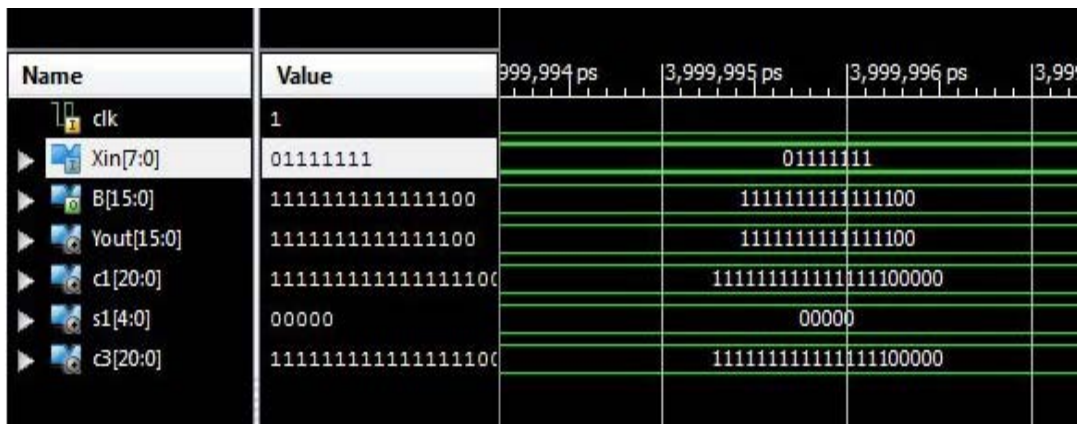 Name Value 999,994 ps 3,999,995 ps 3,999,996 ps 3,999
clk 1
Xin[7:0] 01111111 01111111
B[15:0] 1111111111111100 1111111111111100
Yout[15:0] 1111111111111100 1111111111111100
c1[20:0] 111111111111111100 111111111111111100000
s1[4:0] 00000 00000
c3[20:0] 111111111111111100 111111111111111100000